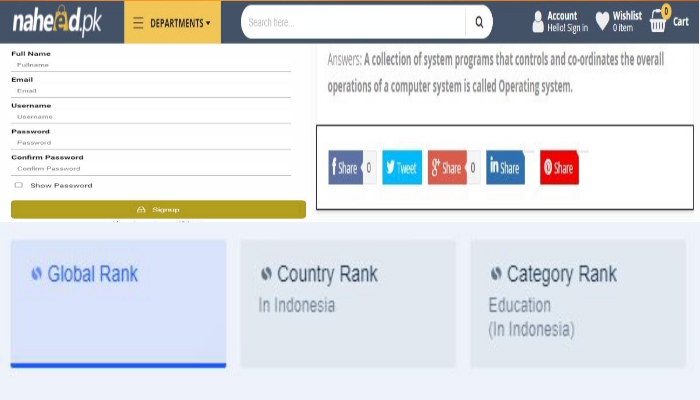 naheed.pk
DEPARTMENTS
Search here...
Account
Hello! Sign in
Wishlist
0 item
0
Cart
Full Name
Fullname
Email
Email
Username
Username
Password
Password
Confirm Password
Confirm Password
Show Password
Signup
Answers: A collection of system programs that controls and co-ordinates the overall
operations of a computer system is called Operating system.
f Share 0
Tweet
g+ Share 0
in Share
Share
Global Rank
Country Rank
In Indonesia
Category Rank
Education
(In Indonesia)